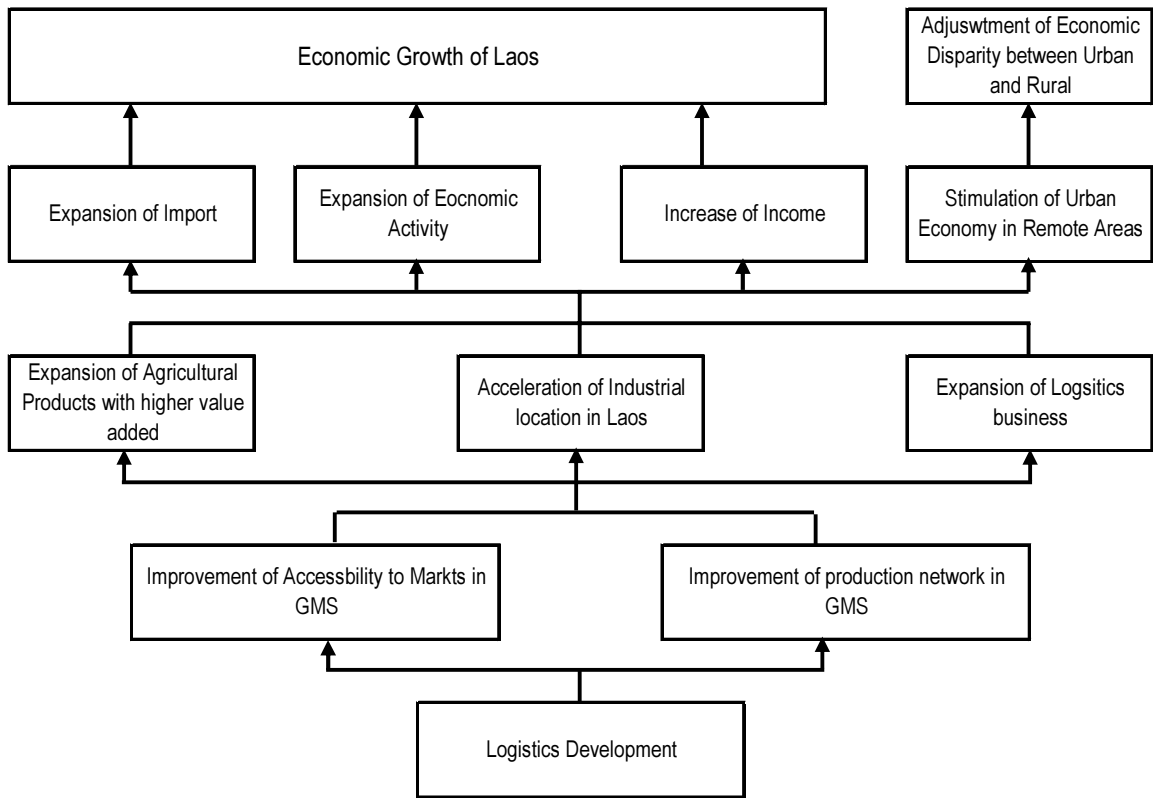 Economic Growth of Laos
Adjuswtment of Economic
Disparity between Urban
and Rural
Expansion of Import
Expansion of Eocnomic
Activity
Increase of Income
Stimulation of Urban
Economy in Remote Areas
Expansion of Agricultural
Products with higher value
added
Acceleration of Industrial
location in Laos
Expansion of Logsitics
business
Improvement of Accessbility to Markts in
GMS
Improvement of production network in
GMS
Logistics Development